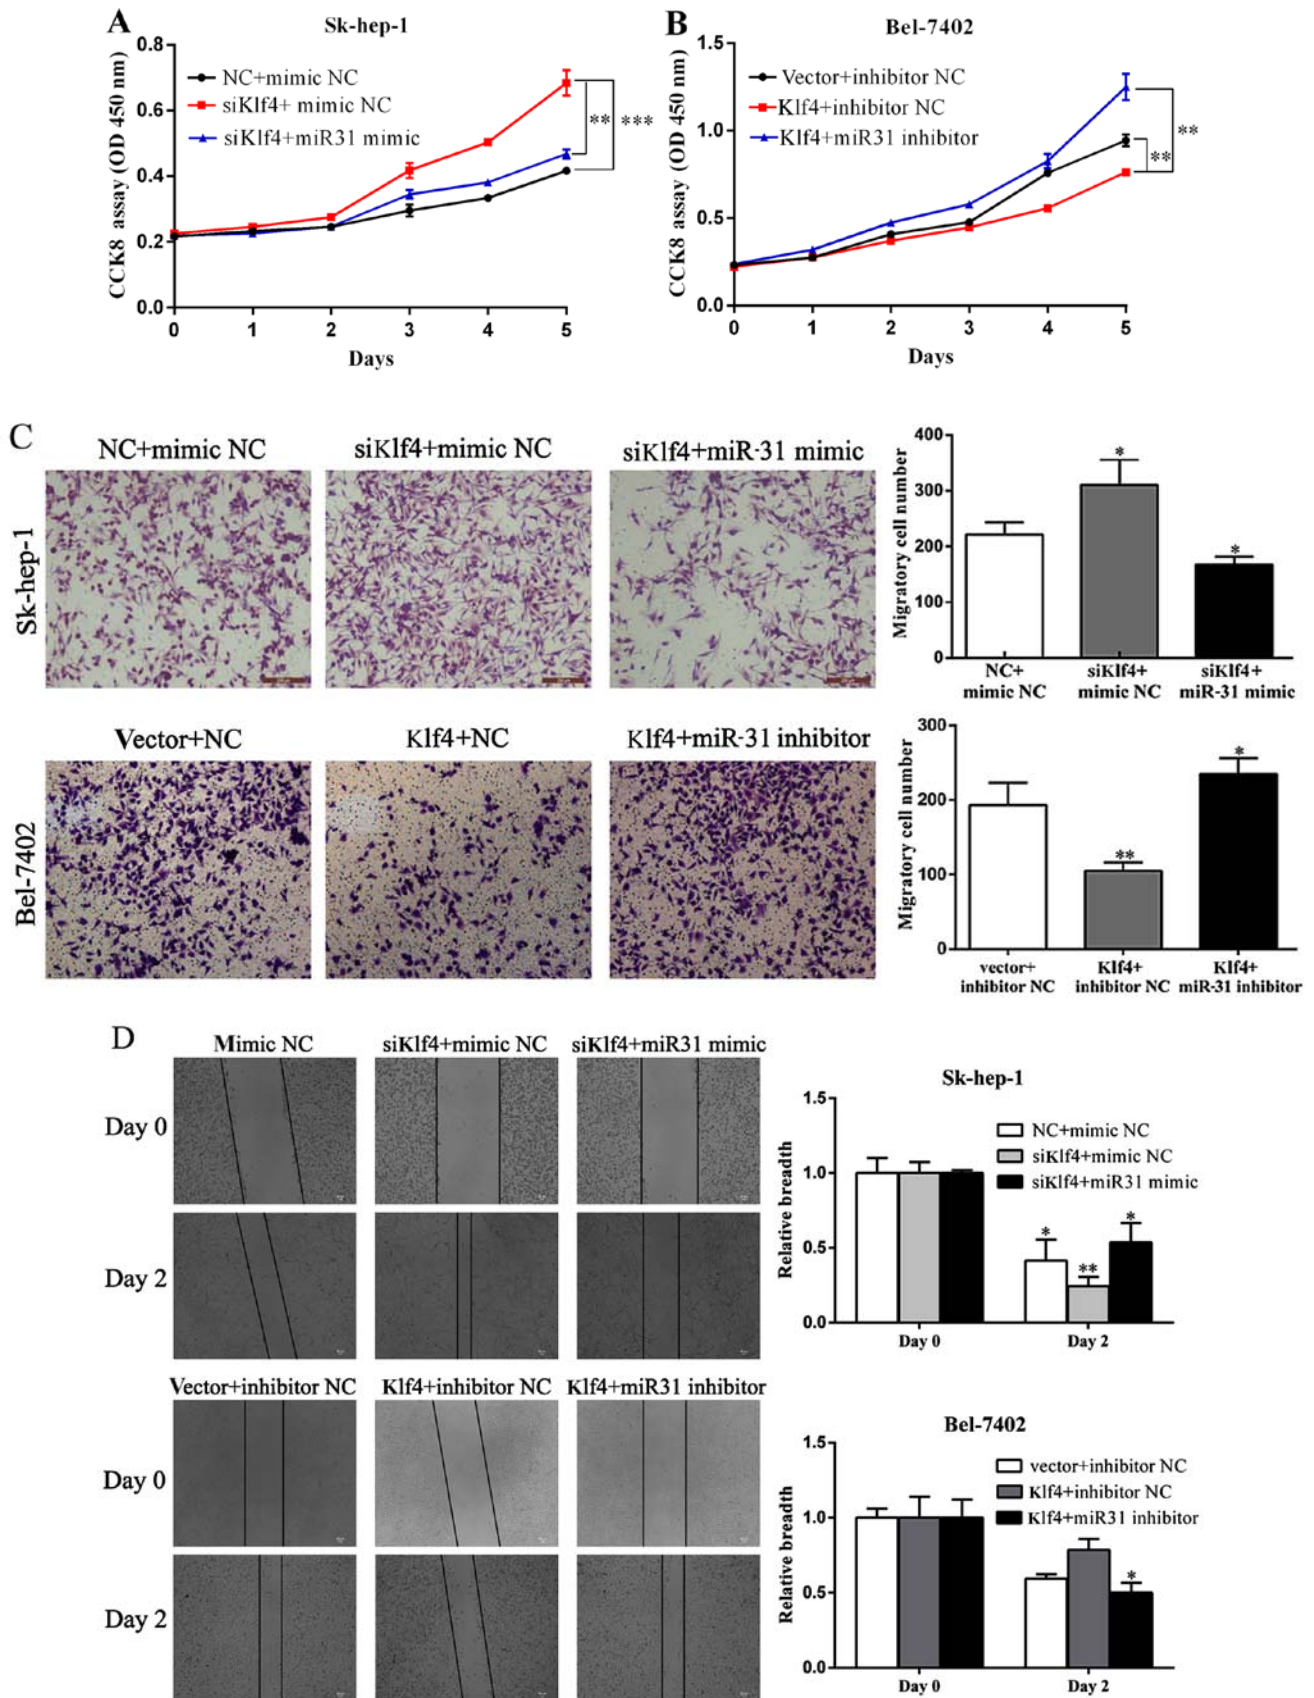 A
Sk-hep-1
CCK8 assay (OD 450 nm)
0.8
0.6
0.4
0.2
0.0
NC+mimic NC
siKlf4+ mimic NC
siKlf4+miR31 mimic
** ***
0 1 2 3 4 5
Days
B
Bel-7402
CCK8 assay (OD 450 nm)
1.5
1.0
0.5
0.0
Vector+inhibitor NC
Klf4+inhibitor NC
Klf4+miR31 inhibitor
**
**
0 1 2 3 4 5
Days
C
NC+mimic NC siKlf4+mimic NC siKlf4+miR-31 mimic
Sk-hep-1
Migratory cell number
400
300
200
100
0
*
*
NC+ siKlf4+ siKlf4+
mimic NC mimic NC miR-31 mimic
Vector+NC Klf4+NC Klf4+miR-31 inhibitor
Bel-7402
Migratory cell number
300
200
100
0
*
**
vector+ Klf4+ Klf4+
inhibitor NC inhibitor NC miR-31 inhibitor
D
Mimic NC siKlf4+mimic NC siKlf4+miR31 mimic
Day 0
Day 2
Sk-hep-1
Relative breadth
1.5
1.0
0.5
0.0
NC+mimic NC
siKlf4+mimic NC
siKlf4+miR31 mimic
* ** *
Day 0 Day 2
Vector+inhibitor NC Klf4+inhibitor NC Klf4+miR31 inhibitor
Day 0
Day 2
Bel-7402
Relative breadth
1.5
1.0
0.5
0.0
vector+inhibitor NC
Klf4+inhibitor NC
Klf4+miR31 inhibitor
*
Day 0 Day 2